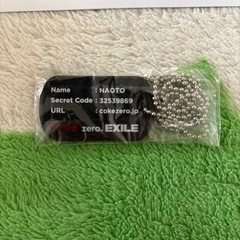 Name : NAOTO
Secret Code : 32539869
URL : cokezero.jp
zero. EXILE